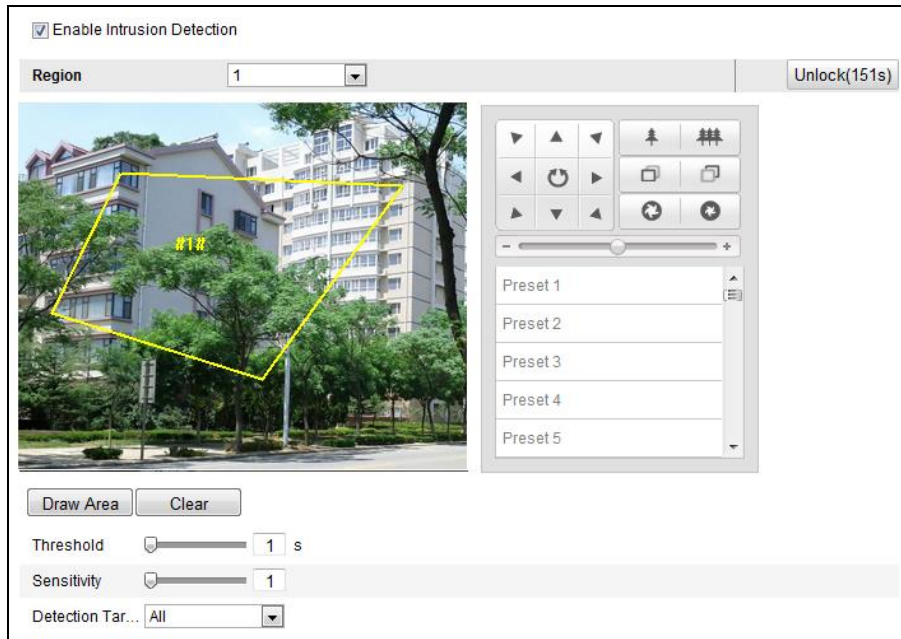 Enable Intrusion Detection
Region 1 Unlock(151s)
#1#
Preset 1
Preset 2
Preset 3
Preset 4
Preset 5
Draw Area Clear
Threshold 1 s
Sensitivity 1
Detection Tar... All